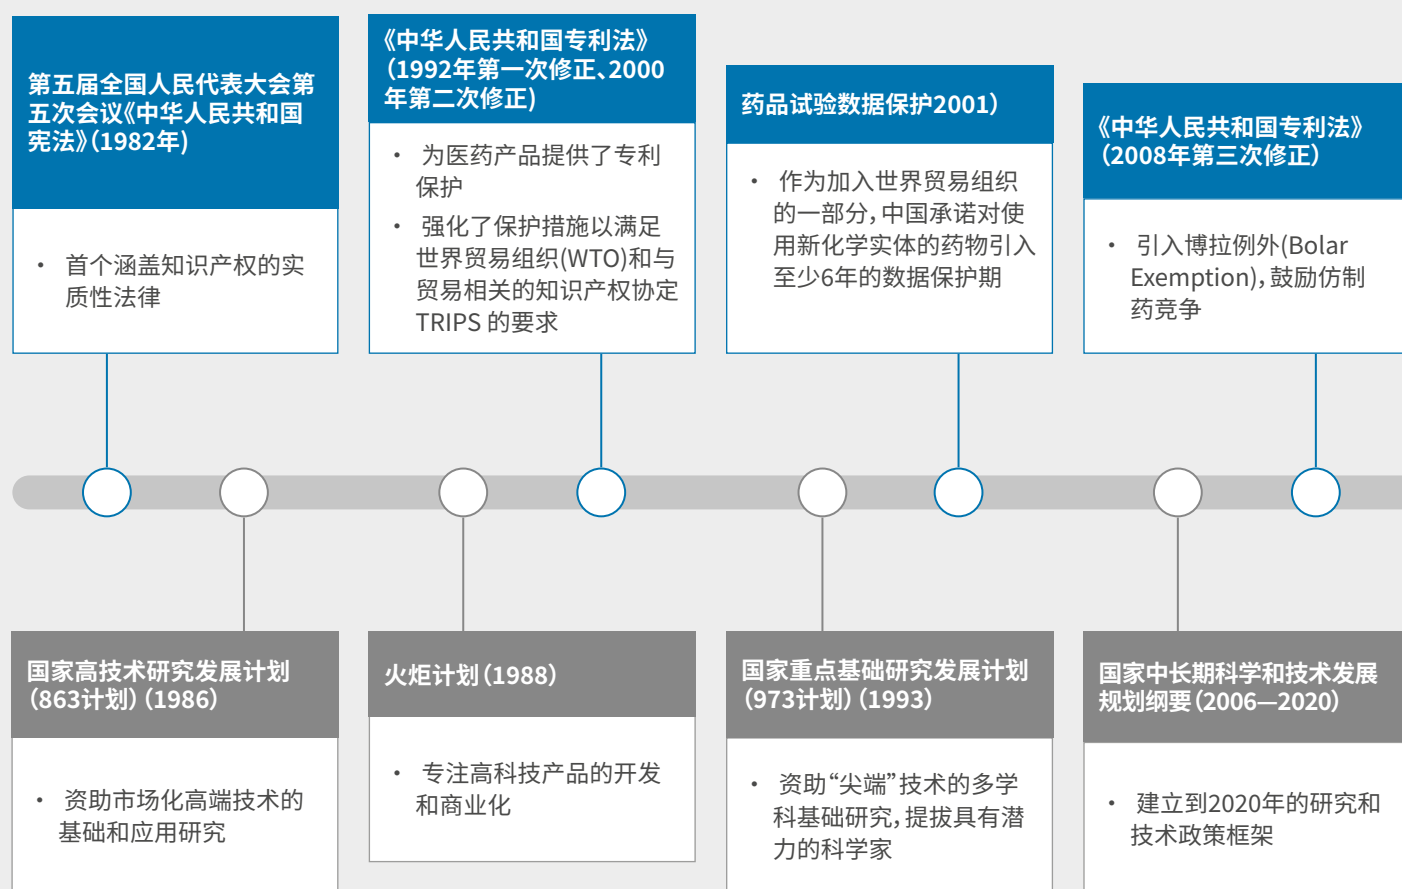 第五届全国人民代表大会第
五次会议《中华人民共和国
宪法》（1982年)
• 首个涵盖知识产权的实
质性法律
《中华人民共和国专利法》
（1992年第一次修正、2000
年第二次修正)
• 为医药产品提供了专利
保护
• 强化了保护措施以满足
世界贸易组织(WTO)和与
贸易相关的知识产权协定
TRIPS 的要求
药品试验数据保护2001）
• 作为加入世界贸易组织
的一部分，中国承诺对使
用新化学实体的药物引入
至少6年的数据保护期
《中华人民共和国专利法》
（2008年第三次修正）
• 引入博拉例外(Bolar
Exemption)，鼓励仿制
药竞争
国家高技术研究发展计划
（863计划）（1986）
• 资助市场化高端技术的
基础和应用研究
火炬计划（1988）
• 专注高科技产品的开发
和商业化
国家重点基础研究发展计划
（973计划）（1993）
• 资助“尖端”技术的多学
科基础研究，提拔具有潜
力的科学家
国家中长期科学和技术发展
规划纲要（2006—2020）
• 建立到2020年的研究和
技术政策框架